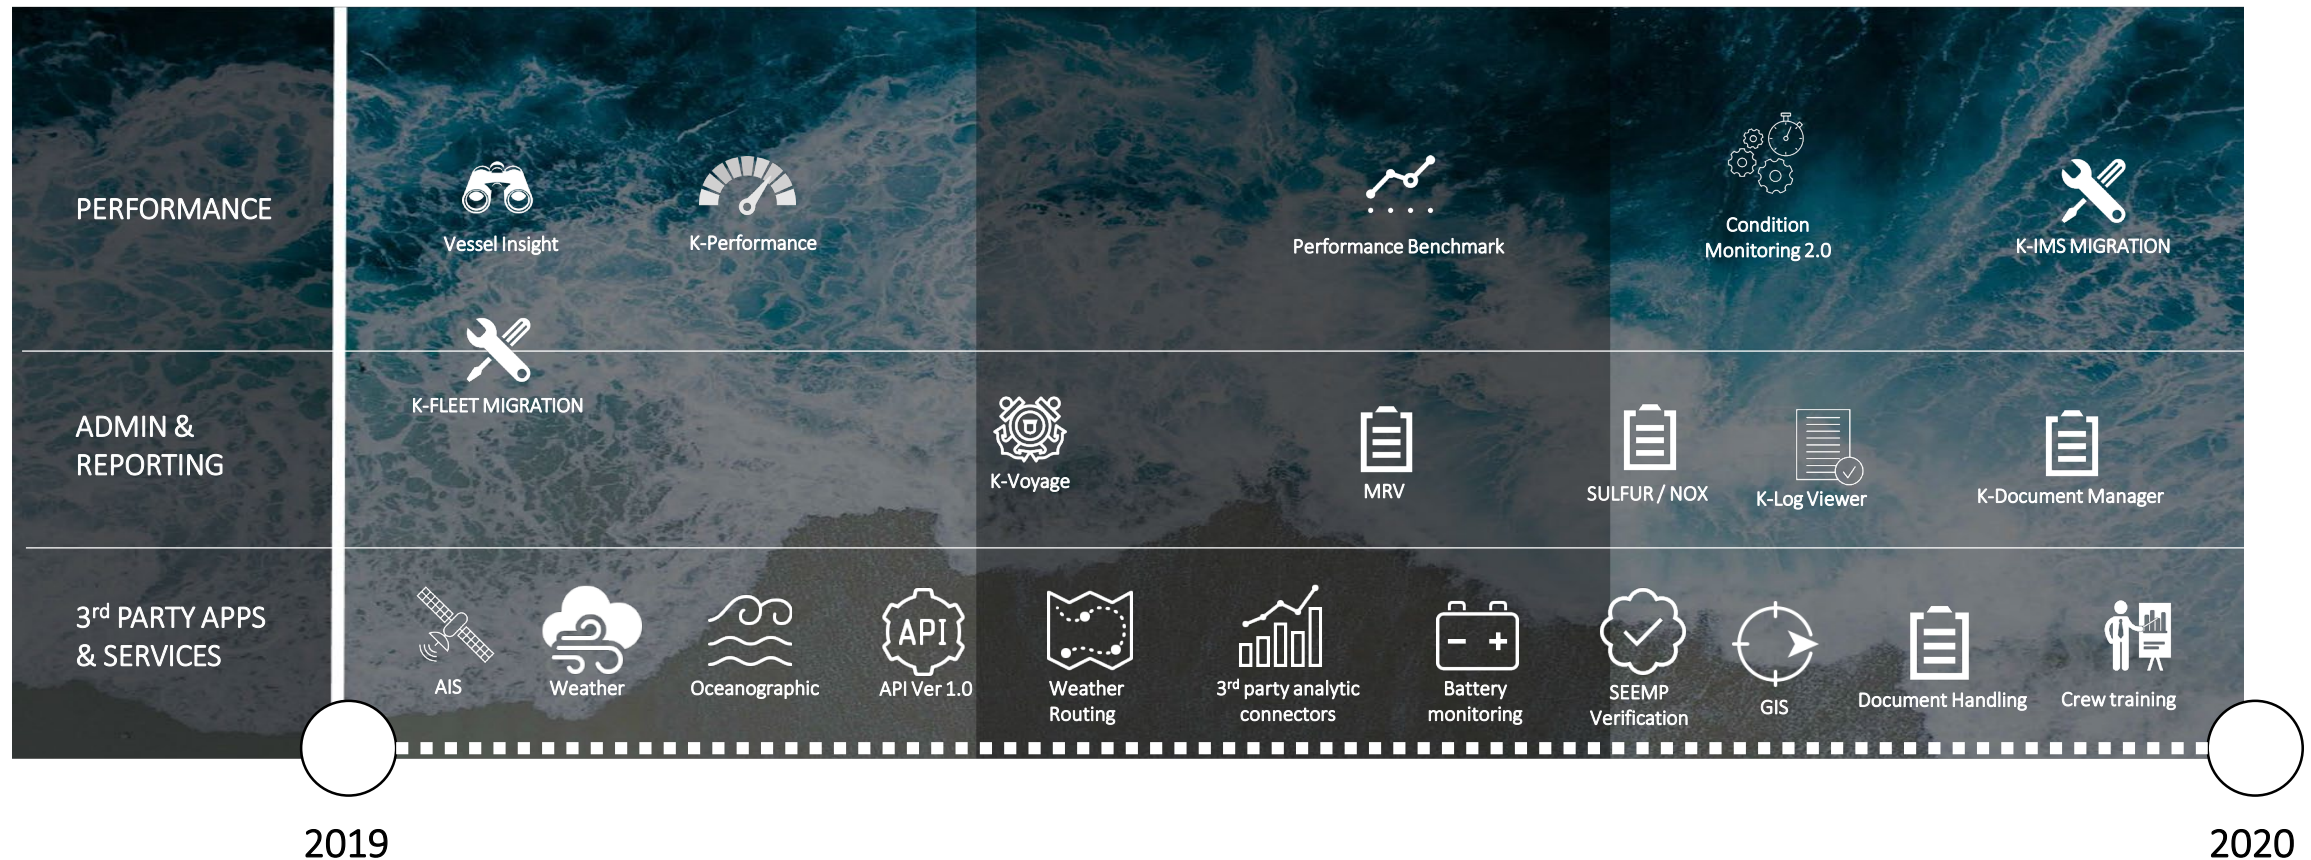 PERFORMANCE
Vessel Insight
K-Performance
Performance Benchmark
Condition
Monitoring 2.0
K-IMS MIGRATION
K-FLEET MIGRATION
ADMIN &
REPORTING
K-Voyage
MRV
SULFUR / NOX
K-Log Viewer
K-Document Manager
3rd PARTY APPS
& SERVICES
AIS
Weather
Oceanographic
API
API Ver 1.0
Weather
Routing
3rd party analytic
connectors
Battery
monitoring
SEEMP
Verification
GIS
Document Handling
Crew training
2019
2020